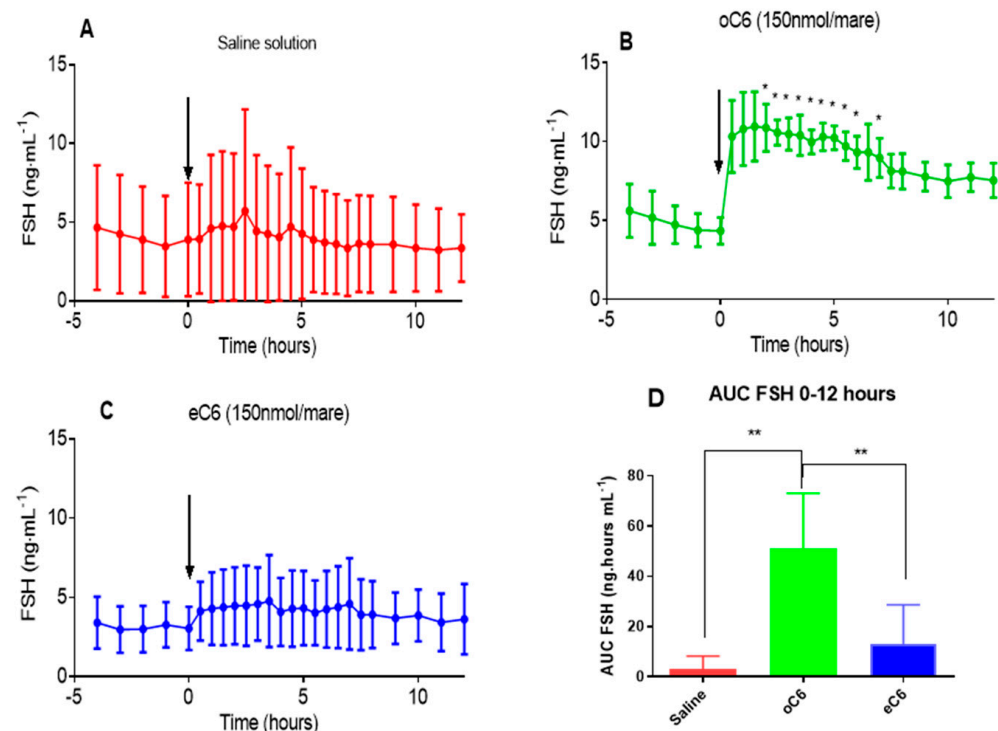 A
Saline solution
FSH (ng·mL⁻¹)
15
10
5
0
-5
0
5
10
Time (hours)
B
oC6 (150nmol/mare)
FSH (ng·mL⁻¹)
15
10
5
0
* * * * * * * * * *
-5
0
5
10
Time (hours)
C
eC6 (150nmol/mare)
FSH (ng·mL⁻¹)
15
10
5
0
-5
0
5
10
Time (hours)
D
AUC FSH 0-12 hours
**
**
AUC FSH (ng.hours mL⁻¹)
80
60
40
20
0
Saline
oC6
eC6